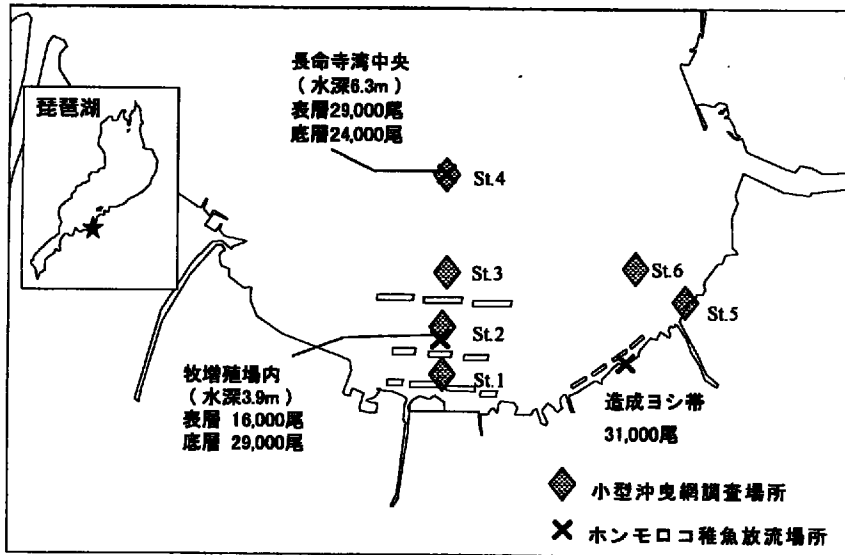 長命寺湾中央
(水深6.3m)
表層29,000尾
底層24,000尾
琵琶湖
St.4
St.3
St.6
St.5
St.2
牧増殖場内
(水深3.9m)
表層 16,000尾
底層 29,000尾
St.1
造成ヨシ帯
31,000尾
小型沖曳網調査場所
ホンモロコ稚魚放流場所